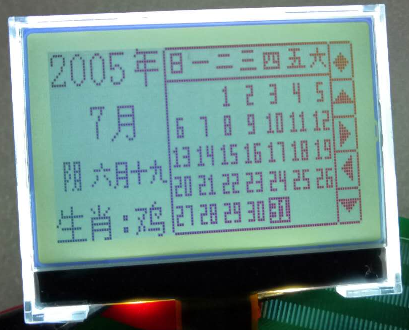 2005年
7月
阴 六月十九
生肖:鸡
日一二三四五六
1 2 3 4 5
6 7 8 9 10 11 12
13 14 15 16 17 18 19
20 21 22 23 24 25 26
27 28 29 30 31